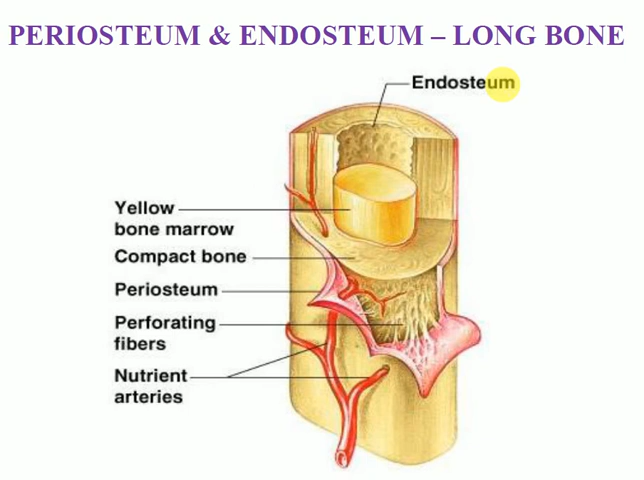 PERIOSTEUM & ENDOSTEUM – LONG BONE
Endosteum
Yellow
bone marrow
Compact bone
Periosteum
Perforating
fibers
Nutrient
arteries